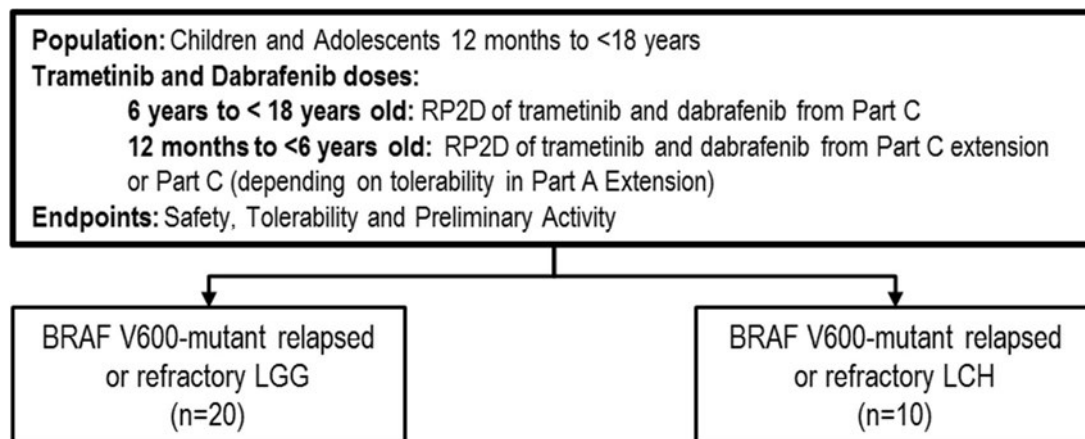 Population: Children and Adolescents 12 months to <18 years
Trametinib and Dabrafenib doses:
6 years to < 18 years old: RP2D of trametinib and dabrafenib from Part C
12 months to <6 years old: RP2D of trametinib and dabrafenib from Part C extension
or Part C (depending on tolerability in Part A Extension)
Endpoints: Safety, Tolerability and Preliminary Activity
BRAF V600-mutant relapsed
or refractory LGG
(n=20)
BRAF V600-mutant relapsed
or refractory LCH
(n=10)